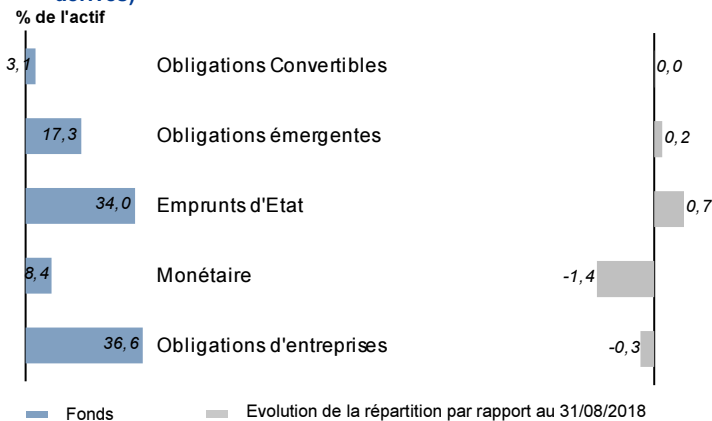 dérivés)
% de l'actif
3,1 Obligations Convertibles 0,0
17,3 Obligations émergentes 0,2
34,0 Emprunts d'Etat 0,7
8,4 Monétaire -1,4
36,6 Obligations d'entreprises -0,3
Fonds Evolution de la répartition par rapport au 31/08/2018